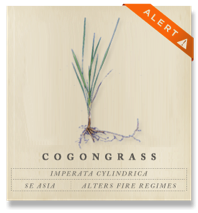 ALERT
COGONGRASS
IMPERATA CYLINDRICA
SE ASIA ALTERS FIRE REGIMES